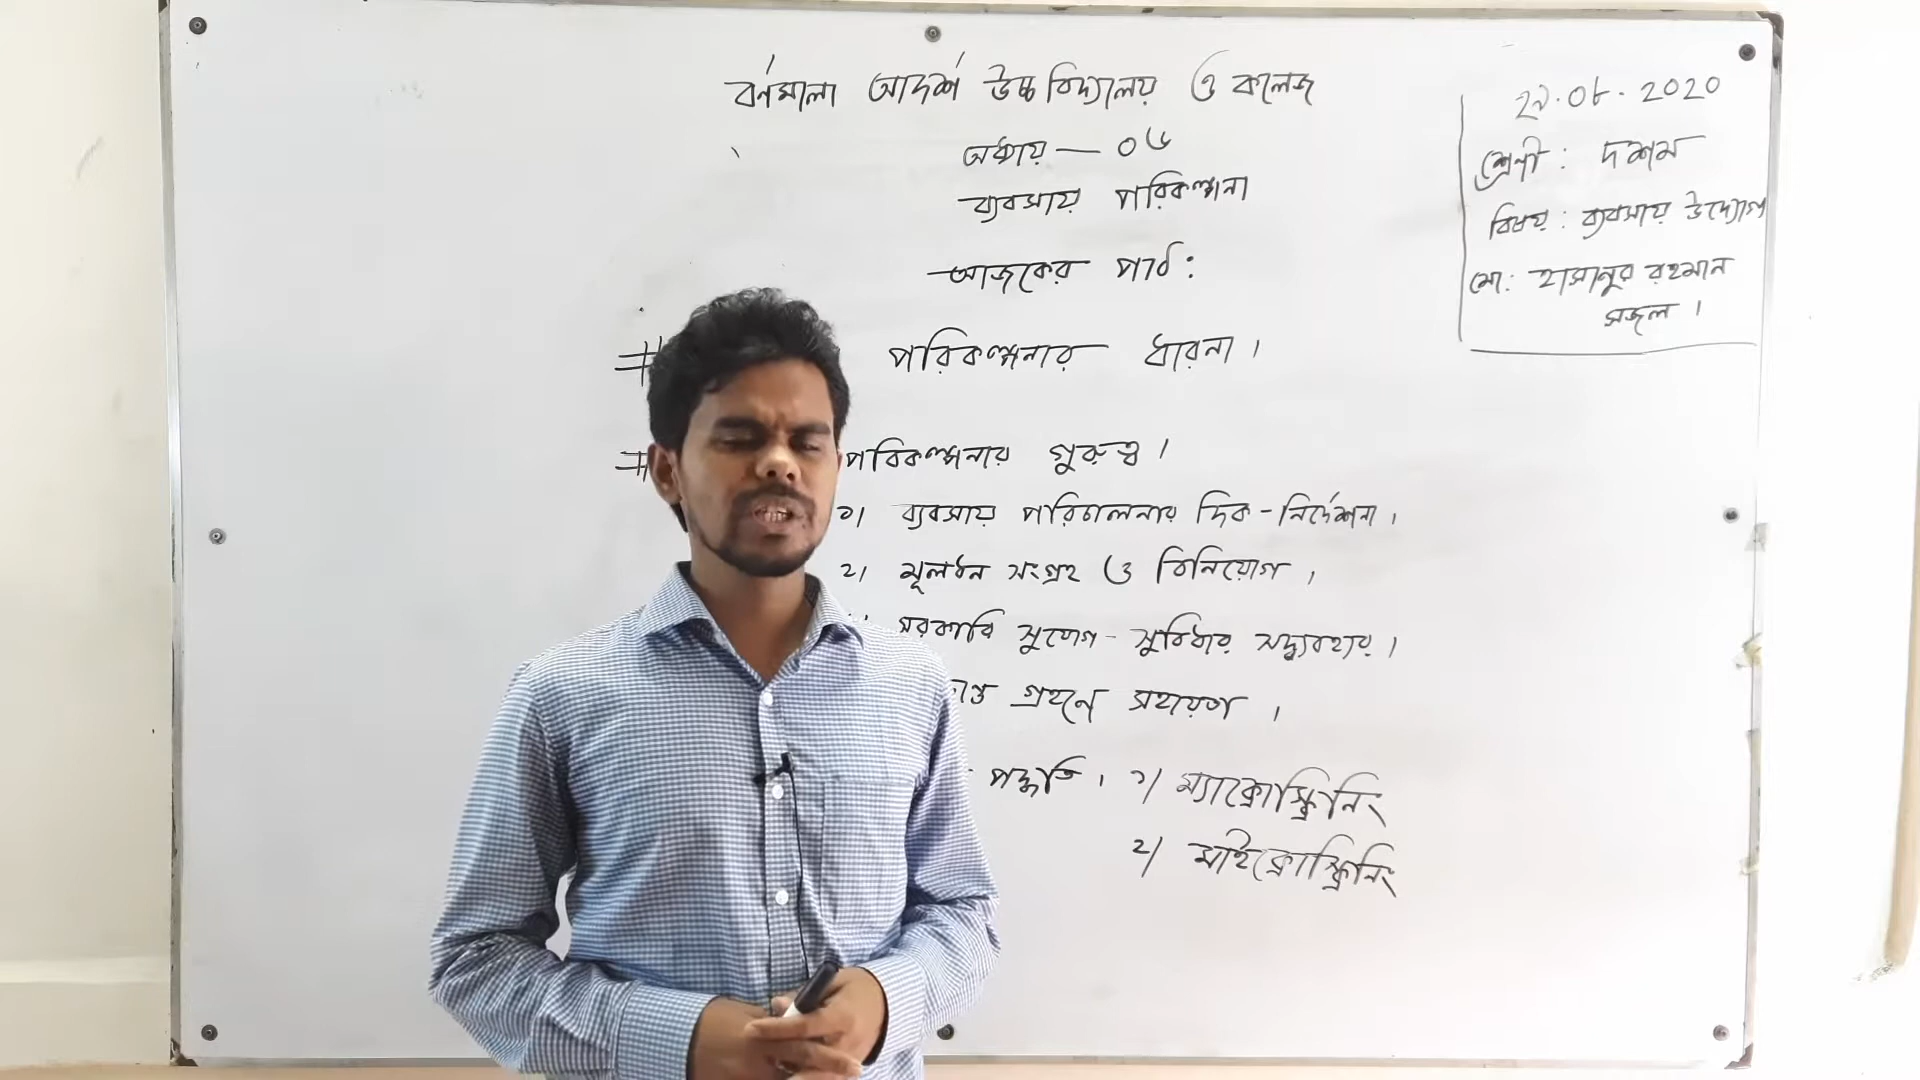 বর্ণমালা আদর্শ উচ্চ বিদ্যালয় ও কলেজ
অধ্যায় — ০৬
ব্যবসায় পরিকল্পনা
আজকের পাঠ :
# পরিকল্পনার ধারনা ।
# পরিকল্পনার গুরুত্ব ।
১। ব্যবসায় পরিচালনার দিক - নির্দেশনা ।
২। মূলধন সংগ্রহ ও বিনিয়োগ ।
সরকারি সুযোগ - সুবিধার সদ্ব্যবহার ।
গ্রহনে সহায়তা ।
পদ্ধতি । ১। ম্যাক্রোস্ক্রিনিং
২। মাইক্রোস্ক্রিনিং
২৯.০৮.২০২০
শ্রেণী : দশম
বিষয় : ব্যবসায় উদ্যোগ
মো: হাসানুর রহমান
সজল ।